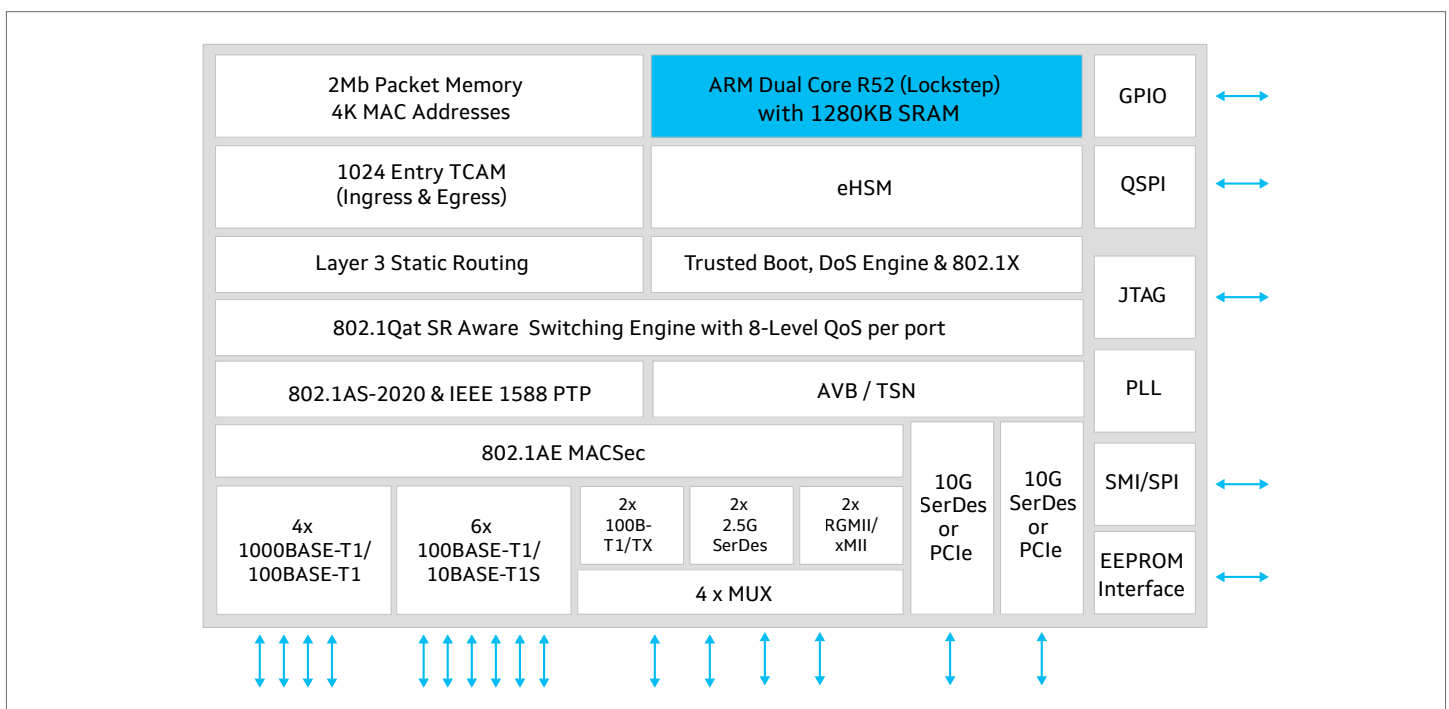 2Mb Packet Memory
4K MAC Addresses
ARM Dual Core R52 (Lockstep)
with 1280KB SRAM
GPIO
1024 Entry TCAM
(Ingress & Egress)
eHSM
QSPI
Layer 3 Static Routing
Trusted Boot, DoS Engine & 802.1X
JTAG
802.1Qat SR Aware Switching Engine with 8-Level QoS per port
802.1AS-2020 & IEEE 1588 PTP
AVB / TSN
PLL
802.1AE MACSec
4x
1000BASE-T1/
100BASE-T1
6x
100BASE-T1/
10BASE-T1S
2x
100B-
T1/TX
2x
2.5G
SerDes
2x
RGMII/
xMII
4 x MUX
10G
SerDes
or
PCIe
10G
SerDes
or
PCIe
SMI/SPI
EEPROM
Interface